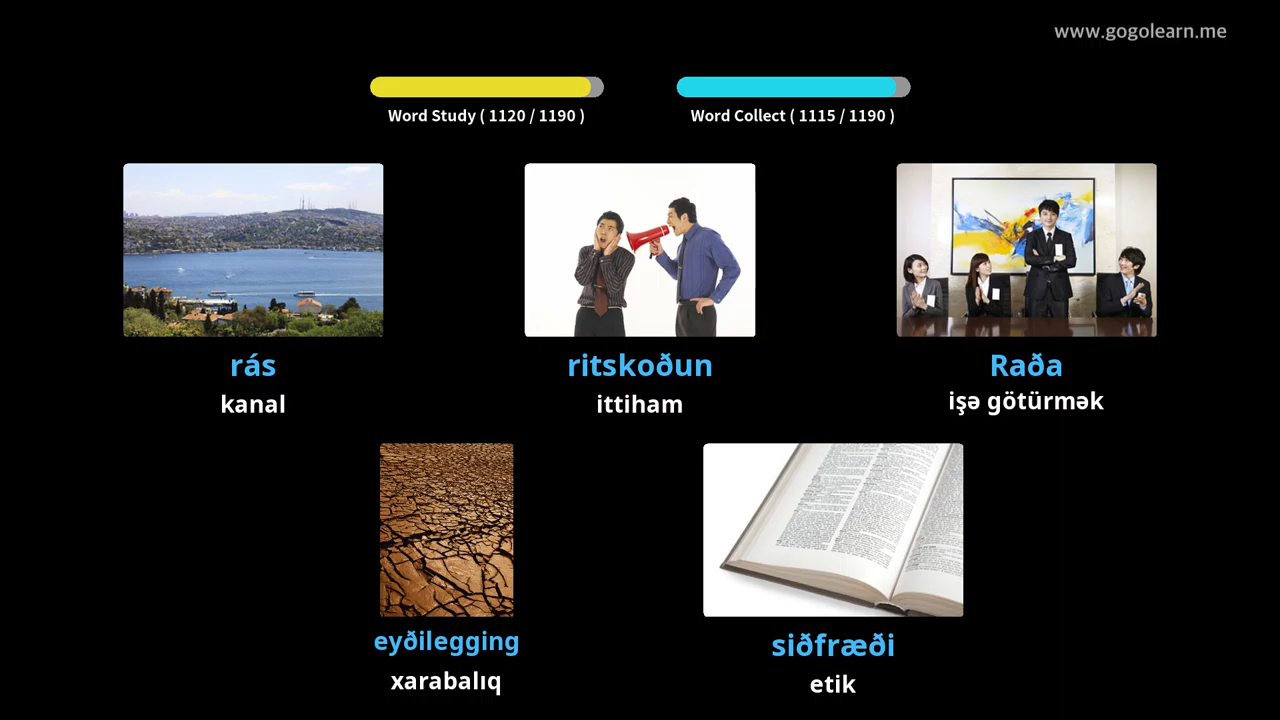 www.gogolearn.me
Word Study ( 1120 / 1190 )
Word Collect ( 1115 / 1190 )
rás
ritskoðun
Raða
kanal
ittiham
işə götürmək
eyðilegging
siðfræði
xarabalıq
etik